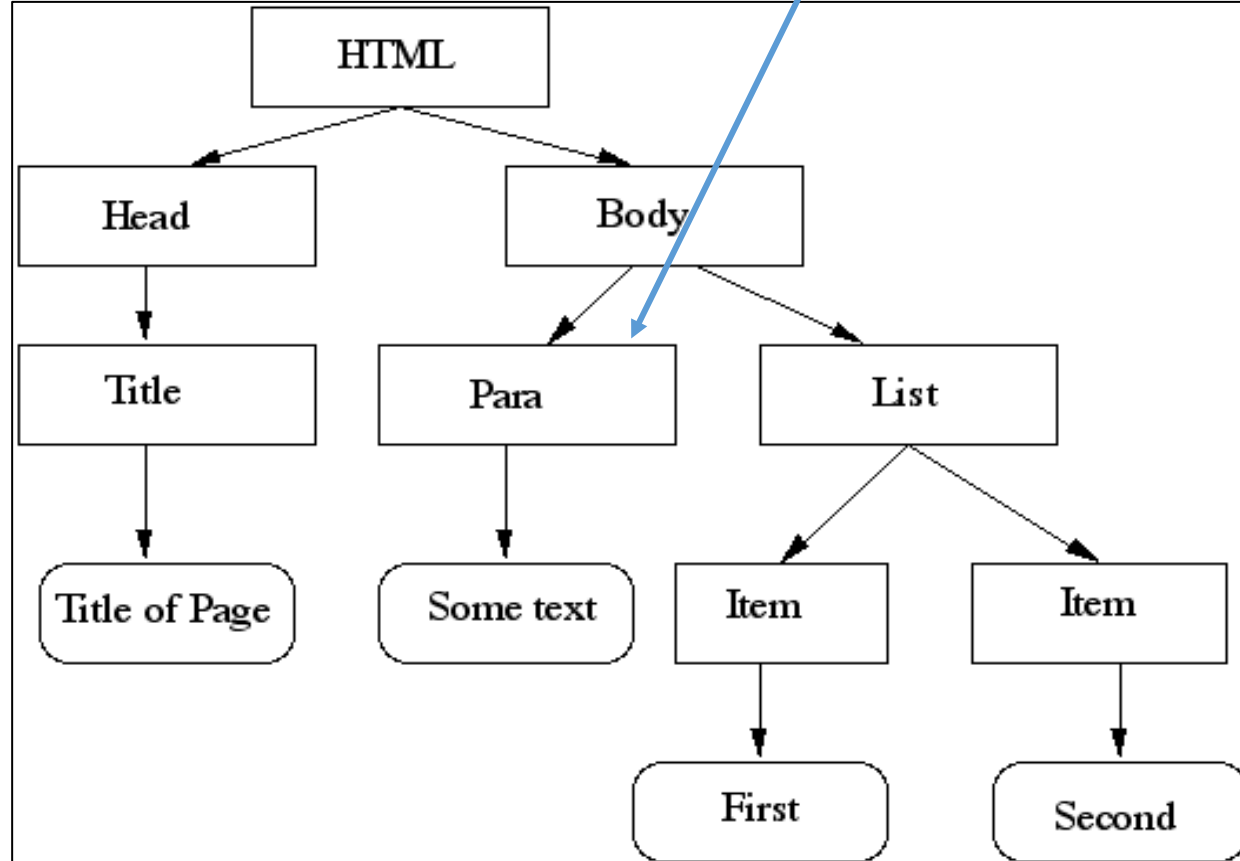 HTML
Head
Body
Title
Para
List
Title of Page
Some text
Item
Item
First
Second